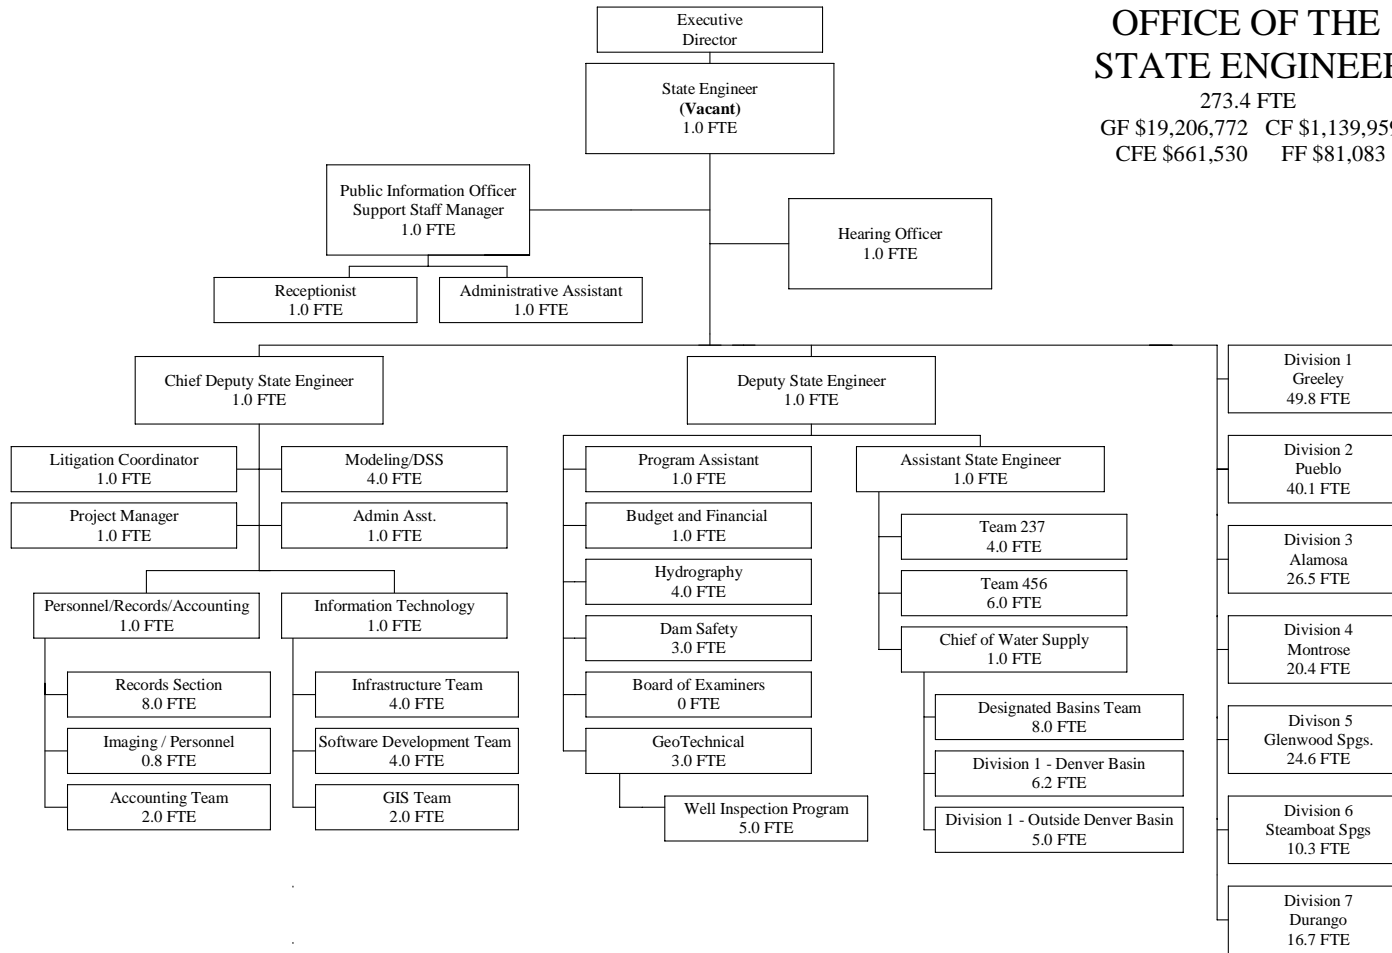 Executive
Director
OFFICE OF THE
STATE ENGINEER
273.4 FTE
GF $19,206,772 CF $1,139,959
CFE $661,530 FF $81,083
State Engineer
(Vacant)
1.0 FTE
Public Information Officer
Support Staff Manager
1.0 FTE
Hearing Officer
1.0 FTE
Receptionist
1.0 FTE
Administrative Assistant
1.0 FTE
Chief Deputy State Engineer
1.0 FTE
Litigation Coordinator
1.0 FTE
Modeling/DSS
4.0 FTE
Project Manager
1.0 FTE
Admin Asst.
1.0 FTE
Personnel/Records/Accounting
1.0 FTE
Records Section
8.0 FTE
Imaging / Personnel
0.8 FTE
Accounting Team
2.0 FTE
Information Technology
1.0 FTE
Infrastructure Team
4.0 FTE
Software Development Team
4.0 FTE
GIS Team
2.0 FTE
Deputy State Engineer
1.0 FTE
Program Assistant
1.0 FTE
Budget and Financial
1.0 FTE
Hydrography
4.0 FTE
Dam Safety
3.0 FTE
Board of Examiners
0 FTE
GeoTechnical
3.0 FTE
Well Inspection Program
5.0 FTE
Assistant State Engineer
1.0 FTE
Team 237
4.0 FTE
Team 456
6.0 FTE
Chief of Water Supply
1.0 FTE
Designated Basins Team
8.0 FTE
Division 1 - Denver Basin
6.2 FTE
Division 1 - Outside Denver Basin
5.0 FTE
Division 1
Greeley
49.8 FTE
Division 2
Pueblo
40.1 FTE
Division 3
Alamosa
26.5 FTE
Division 4
Montrose
20.4 FTE
Divison 5
Glenwood Spgs.
24.6 FTE
Division 6
Steamboat Spgs
10.3 FTE
Division 7
Durango
16.7 FTE